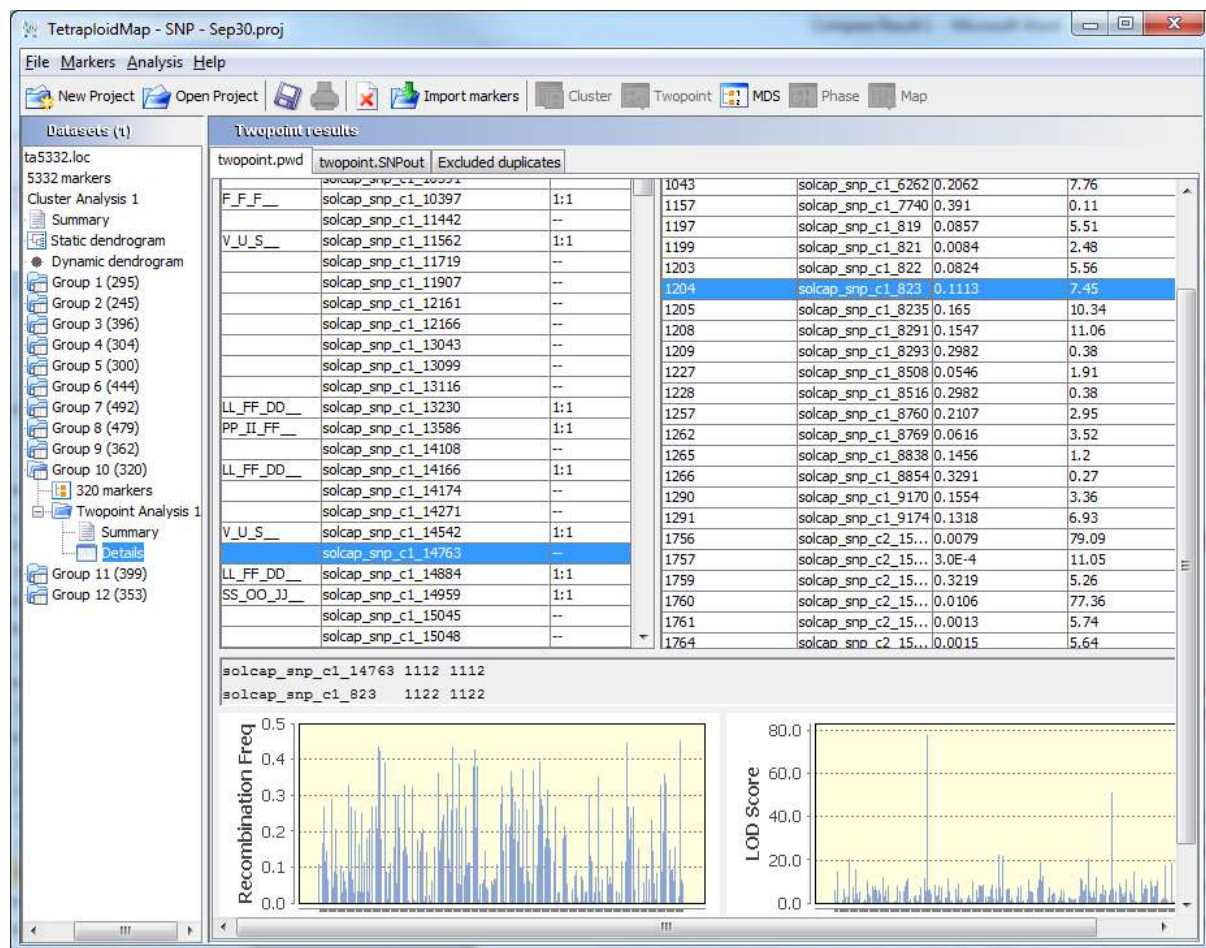 TetraploidMap - SNP - Sep30.proj
File Markers Analysis Help
New Project Open Project Import markers Cluster Twopoint MDS Phase Map
Datasets (1)
ta5332.loc
5332 markers
Cluster Analysis 1
Summary
Static dendrogram
Dynamic dendrogram
Group 1 (295)
Group 2 (245)
Group 3 (396)
Group 4 (304)
Group 5 (300)
Group 6 (444)
Group 7 (492)
Group 8 (479)
Group 9 (362)
Group 10 (320)
320 markers
Twopoint Analysis 1
Summary
Details
Group 11 (399)
Group 12 (353)
Twopoint results
twopoint.pwd twopoint.SNPout Excluded duplicates
solcap_snp_c1_10391
F_F_F__ solcap_snp_c1_10397 1:1
solcap_snp_c1_11442 --
V_U_S__ solcap_snp_c1_11562 1:1
solcap_snp_c1_11719 --
solcap_snp_c1_11907 --
solcap_snp_c1_12161 --
solcap_snp_c1_12166 --
solcap_snp_c1_13043 --
solcap_snp_c1_13099 --
solcap_snp_c1_13116 --
LL_FF_DD__ solcap_snp_c1_13230 1:1
PP_II_FF__ solcap_snp_c1_13586 1:1
solcap_snp_c1_14108 --
LL_FF_DD__ solcap_snp_c1_14166 1:1
solcap_snp_c1_14174 --
solcap_snp_c1_14271 --
V_U_S__ solcap_snp_c1_14542 1:1
solcap_snp_c1_14763 --
LL_FF_DD__ solcap_snp_c1_14884 1:1
SS_OO_JJ__ solcap_snp_c1_14959 1:1
solcap_snp_c1_15045 --
solcap_snp_c1_15048 --
1043 solcap_snp_c1_6262 0.2062 7.76
1157 solcap_snp_c1_7740 0.391 0.11
1197 solcap_snp_c1_819 0.0857 5.51
1199 solcap_snp_c1_821 0.0084 2.48
1203 solcap_snp_c1_822 0.0824 5.56
1204 solcap_snp_c1_823 0.1113 7.45
1205 solcap_snp_c1_8235 0.165 10.34
1208 solcap_snp_c1_8291 0.1547 11.06
1209 solcap_snp_c1_8293 0.2982 0.38
1227 solcap_snp_c1_8508 0.0546 1.91
1228 solcap_snp_c1_8516 0.2982 0.38
1257 solcap_snp_c1_8760 0.2107 2.95
1262 solcap_snp_c1_8769 0.0616 3.52
1265 solcap_snp_c1_8838 0.1456 1.2
1266 solcap_snp_c1_8854 0.3291 0.27
1290 solcap_snp_c1_9170 0.1554 3.36
1291 solcap_snp_c1_9174 0.1318 6.93
1756 solcap_snp_c2_15... 0.0079 79.09
1757 solcap_snp_c2_15... 3.0E-4 11.05
1759 solcap_snp_c2_15... 0.3219 5.26
1760 solcap_snp_c2_15... 0.0106 77.36
1761 solcap_snp_c2_15... 0.0013 5.74
1764 solcap_snp_c2_15... 0.0015 5.64
solcap_snp_c1_14763 1112 1112
solcap_snp_c1_823 1122 1122
Recombination Freq
0.5
0.4
0.3
0.2
0.1
0.0
LOD Score
80.0
60.0
40.0
20.0
0.0